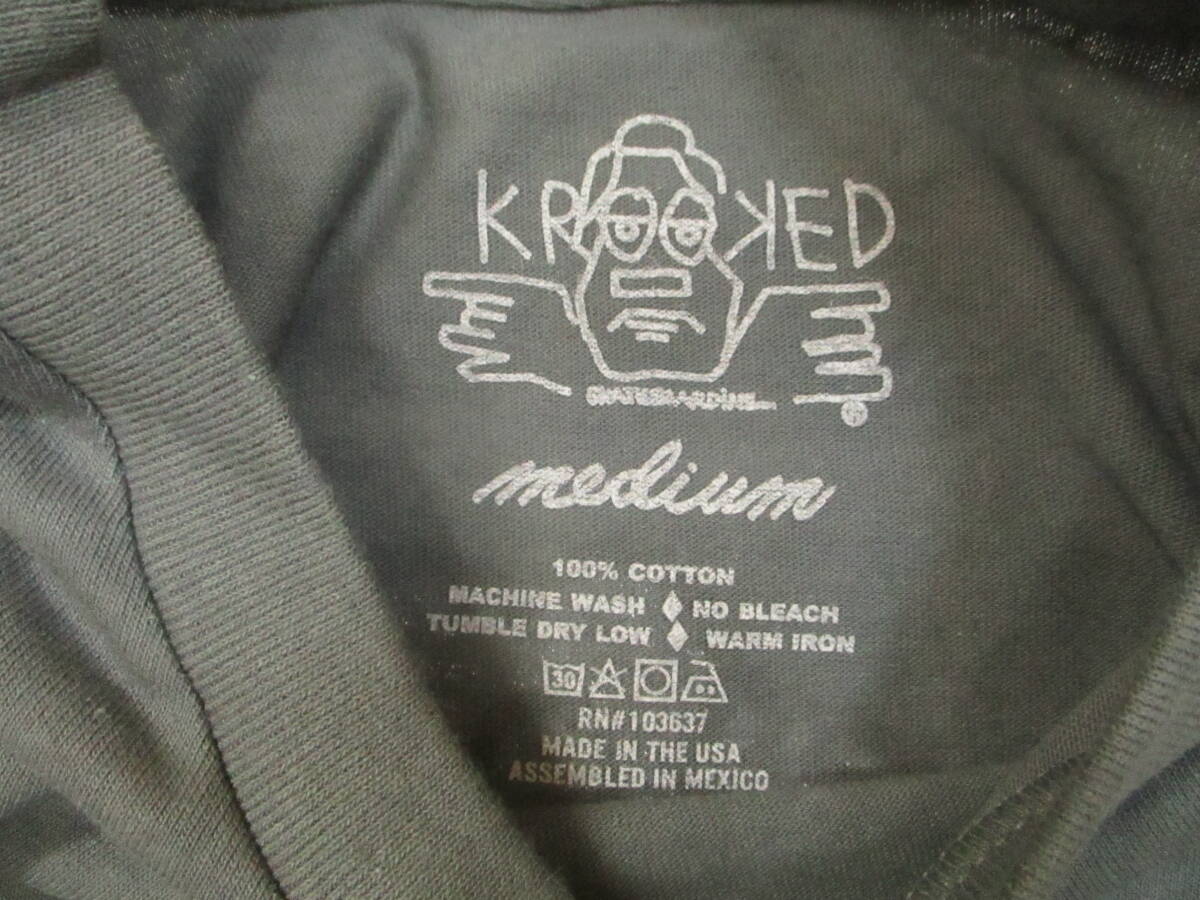 KROOKED
SKATEBOARDING
®
medium
100% COTTON
MACHINE WASH ♦ NO BLEACH
TUMBLE DRY LOW ♦ WARM IRON
30
RN#103637
MADE IN THE USA
ASSEMBLED IN MEXICO